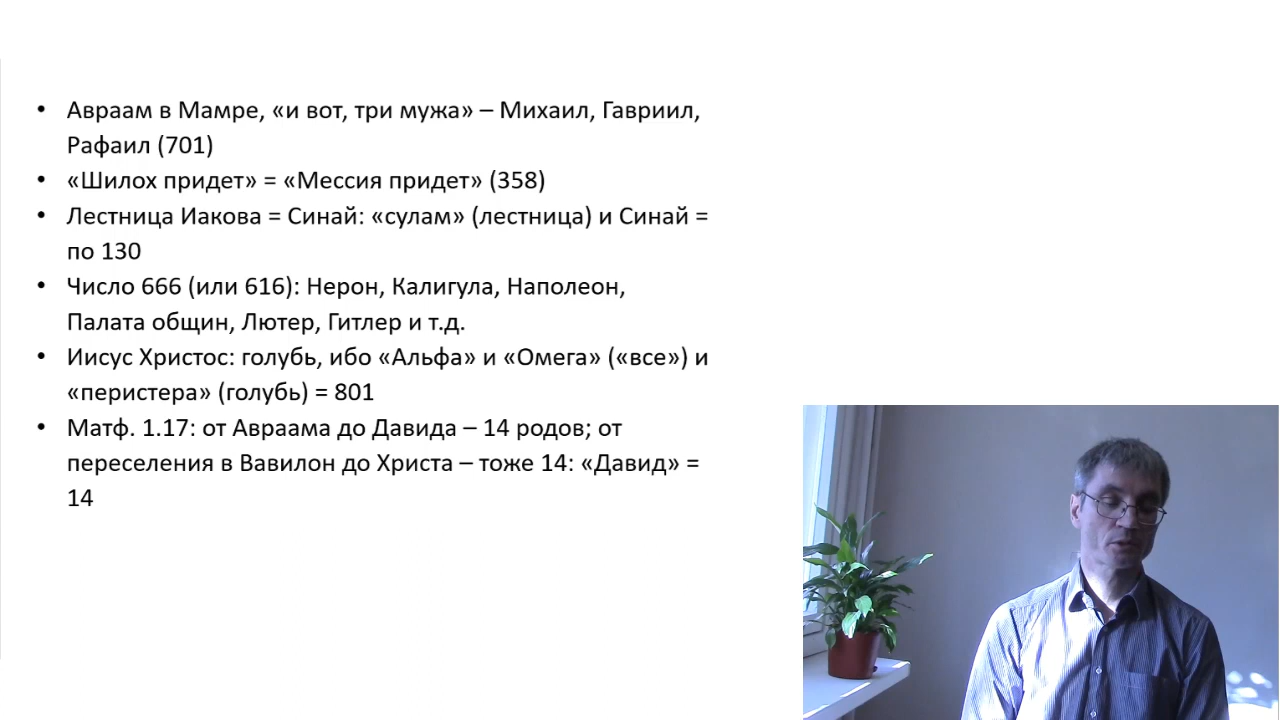 • Авраам в Мамре, «и вот, три мужа» – Михаил, Гавриил,
Рафаил (701)
• «Шилох придет» = «Мессия придет» (358)
• Лестница Иакова = Синай: «сулам» (лестница) и Синай =
по 130
• Число 666 (или 616): Нерон, Калигула, Наполеон,
Палата общин, Лютер, Гитлер и т.д.
• Иисус Христос: голубь, ибо «Альфа» и «Омега» («все») и
«перистера» (голубь) = 801
• Матф. 1.17: от Авраама до Давида – 14 родов; от
переселения в Вавилон до Христа – тоже 14: «Давид» =
14